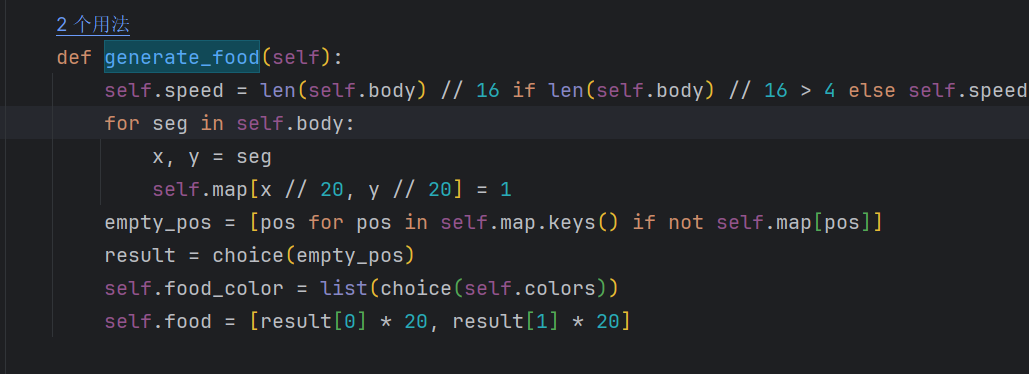 2 个用法
def generate_food(self):
self.speed = len(self.body) // 16 if len(self.body) // 16 > 4 else self.speed
for seg in self.body:
x, y = seg
self.map[x // 20, y // 20] = 1
empty_pos = [pos for pos in self.map.keys() if not self.map[pos]]
result = choice(empty_pos)
self.food_color = list(choice(self.colors))
self.food = [result[0] * 20, result[1] * 20]